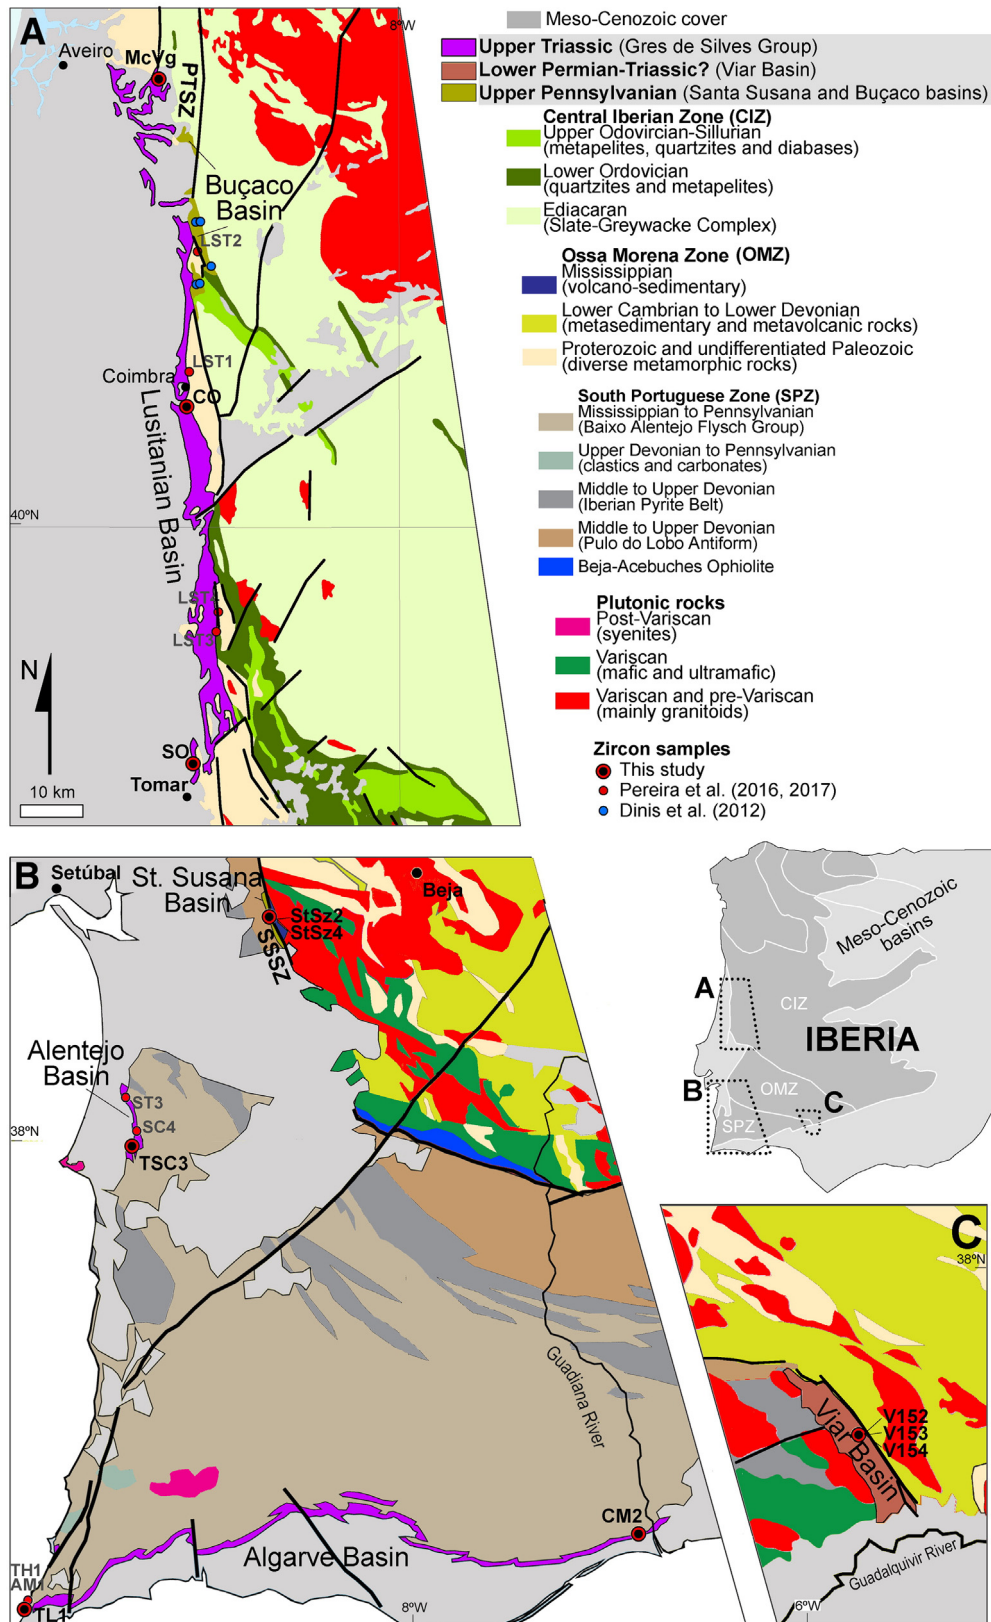 A
8ºW
Aveiro
McVg
PTSZ
Buçaco
Basin
LST2
LST1
Coimbra
CO
Lusitanian Basin
40ºN
LST4
LST3
N
SO
Tomar
10 km
Meso-Cenozoic cover
Upper Triassic (Gres de Silves Group)
Lower Permian-Triassic? (Viar Basin)
Upper Pennsylvanian (Santa Susana and Buçaco basins)
Central Iberian Zone (CIZ)
Upper Odovircian-Sillurian
(metapelites, quartzites and diabases)
Lower Ordovician
(quartzites and metapelites)
Ediacaran
(Slate-Greywacke Complex)
Ossa Morena Zone (OMZ)
Mississippian
(volcano-sedimentary)
Lower Cambrian to Lower Devonian
(metasedimentary and metavolcanic rocks)
Proterozoic and undifferentiated Paleozoic
(diverse metamorphic rocks)
South Portuguese Zone (SPZ)
Mississippian to Pennsylvanian
(Baixo Alentejo Flysch Group)
Upper Devonian to Pennsylvanian
(clastics and carbonates)
Middle to Upper Devonian
(Iberian Pyrite Belt)
Middle to Upper Devonian
(Pulo do Lobo Antiform)
Beja-Acebuches Ophiolite
Plutonic rocks
Post-Variscan
(syenites)
Variscan
(mafic and ultramafic)
Variscan and pre-Variscan
(mainly granitoids)
Zircon samples
This study
Pereira et al. (2016, 2017)
Dinis et al. (2012)
B
Setúbal
St. Susana
Basin
StSz2
StSz4
SSSZ
Beja
Alentejo
Basin
ST3
SC4
38ºN
TSC3
Guadiana River
CM2
Algarve Basin
TH1
AM1
TL1
8ºW
Meso-Cenozoic
basins
A
CIZ
IBERIA
B
OMZ
C
SPZ
C
38ºN
V152
V153
V154
Viar Basin
Guadalquivir River
6ºW